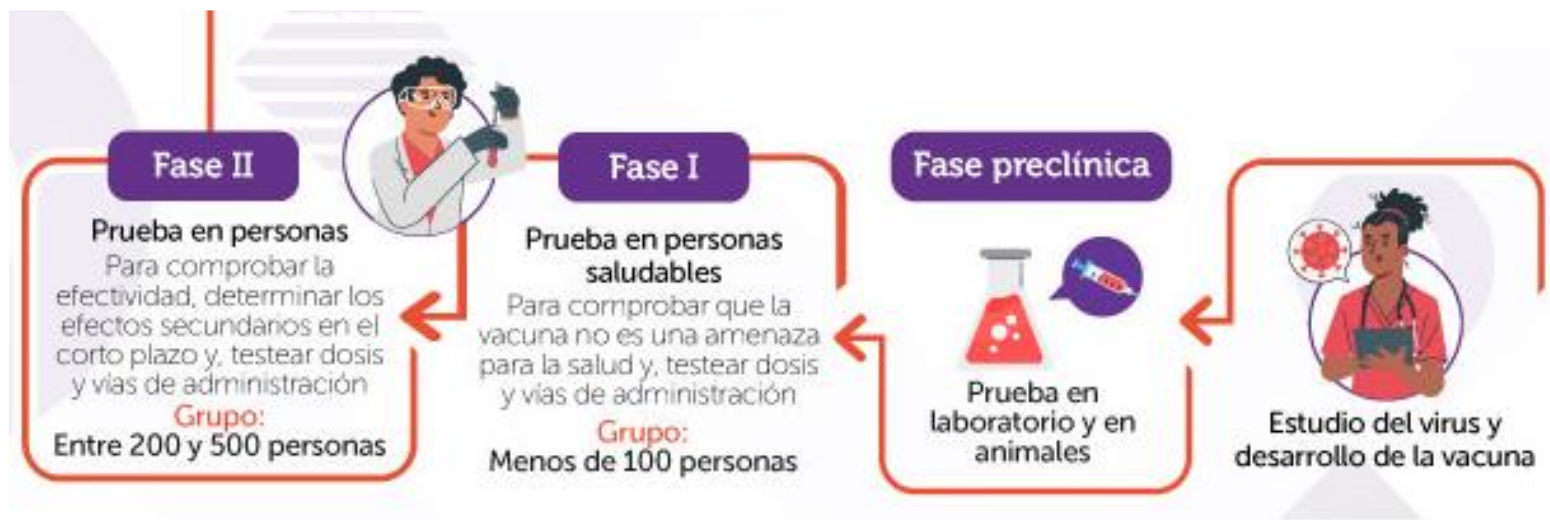 Fase II
Prueba en personas
Para comprobar la
efectividad, determinar los
efectos secundarios en el
corto plazo y, testear dosis
y vías de administración
Grupo:
Entre 200 y 500 personas
Fase I
Prueba en personas
saludables
Para comprobar que la
vacuna no es una amenaza
para la salud y, testear dosis
y vías de administración
Grupo:
Menos de 100 personas
Fase preclínica
Prueba en
laboratorio y en
animales
Estudio del virus y
desarrollo de la vacuna